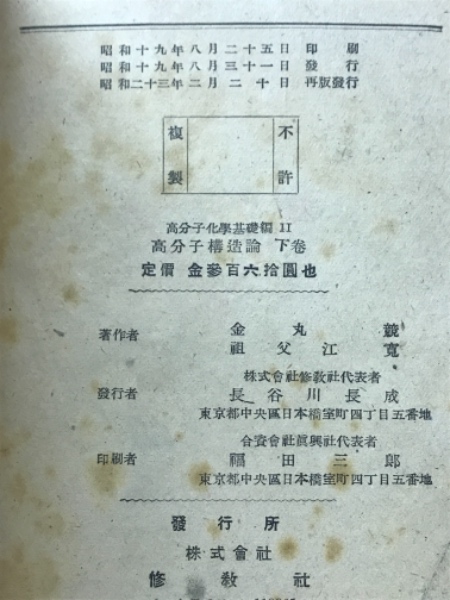 昭和十九年八月二十五日 印刷
昭和十九年八月三十一日 發行
昭和二十三年二月二十日 再版發行
不許
複製
高分子化學基礎編 II
高分子構造論 下卷
定價 金參百六拾圓也
著作者
金丸競
祖父江寬
株式會社修敎社代表者
發行者 長谷川長成
東京都中央區日本橋室町四丁目五番地
合資會社眞興社代表者
印刷者 福田三郎
東京都中央區日本橋室町四丁目五番地
發行所
株式會社
修敎社